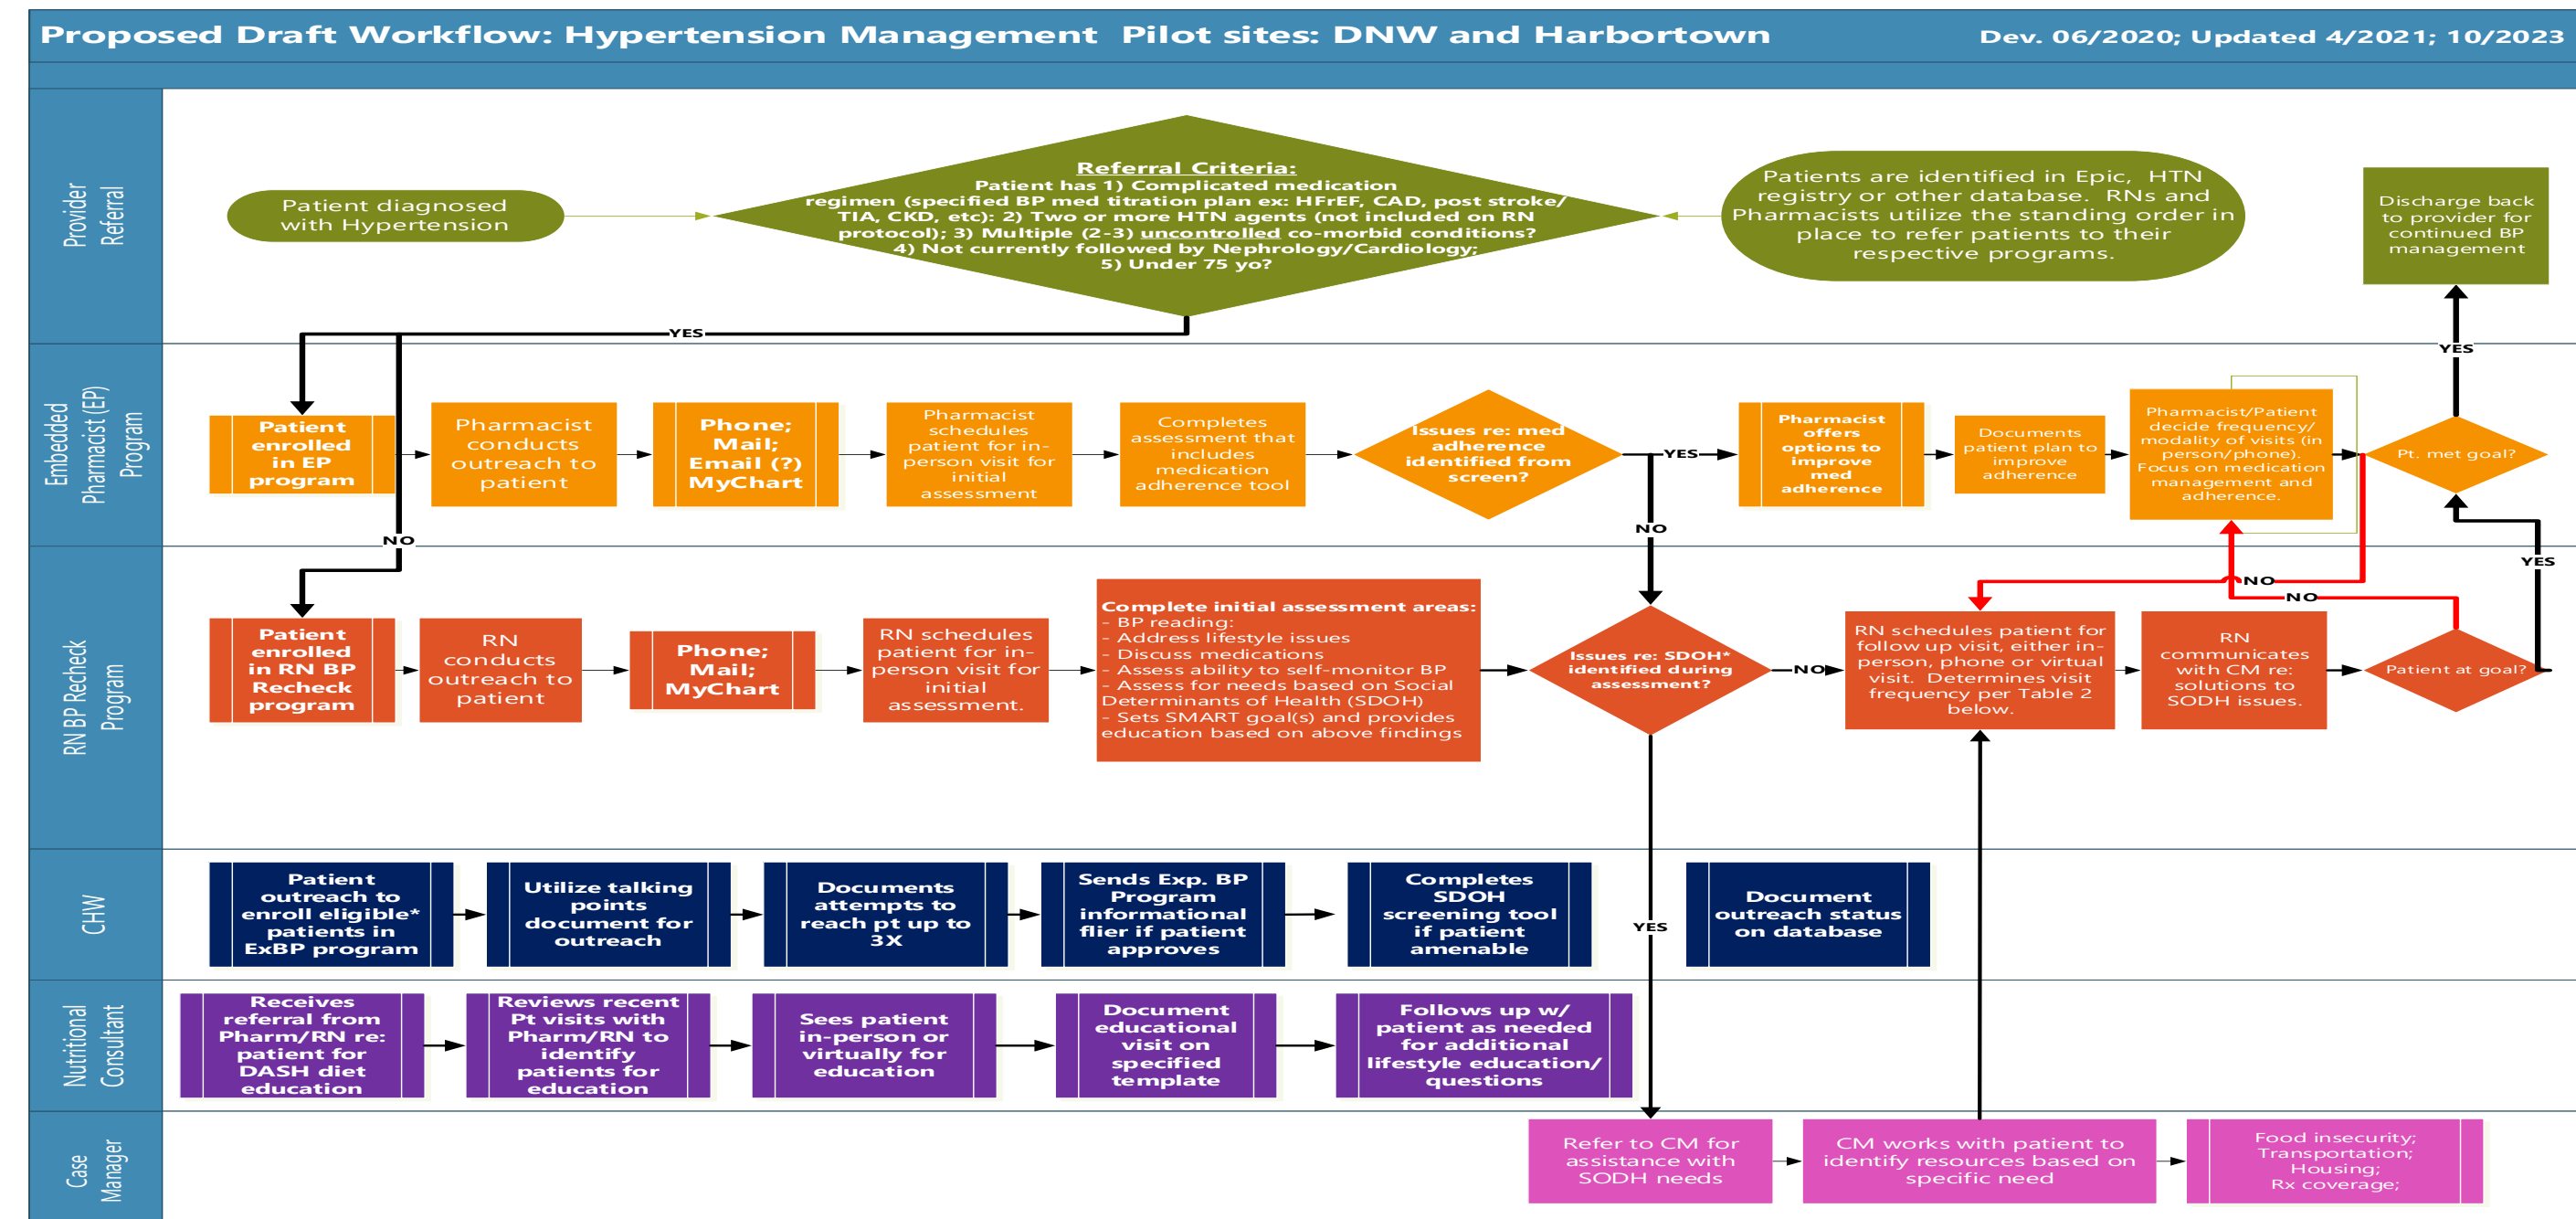 Proposed Draft Workflow: Hypertension Management  Pilot sites: DNW and Harbortown
Dev. 06/2020; Updated 4/2021; 10/2023
Provider
Referral
Patient diagnosed
with Hypertension
Referral Criteria:
Patient has 1) Complicated medication
regimen (specified BP med titration plan ex: HFrEF, CAD, post stroke/
TIA, CKD, etc): 2) Two or more HTN agents (not included on RN
protocol); 3) Multiple (2-3) uncontrolled co-morbid conditions?
4) Not currently followed by Nephrology/Cardiology;
5) Under 75 yo?
Patients are identified in Epic,  HTN
registry or other database.  RNs and
Pharmacists utilize the standing order in
place to refer patients to their
respective programs.
Discharge back
to provider for
continued BP
management
YES
YES
Embedded
Pharmacist (EP)
Program
Patient
enrolled
in EP
program
Pharmacist
conducts
outreach to
patient
Phone;
Mail;
Email (?)
MyChart
Pharmacist
schedules
patient for in-
person visit for
initial
assessment
Completes
assessment that
includes
medication
adherence tool
Issues re: med
adherence
identified from
screen?
YES
Pharmacist
offers
options to
improve
med
adherence
Documents
patient plan to
improve
adherence
Pharmacist/Patient
decide frequency/
modality of visits (in
person/phone).
Focus on medication
management and
adherence.
Pt. met goal?
NO
NO
YES
NO
NO
RN BP Recheck
Program
Patient
enrolled
in RN BP
Recheck
program
RN
conducts
outreach to
patient
Phone;
Mail;
MyChart
RN schedules
patient for in-
person visit for
initial
assessment.
Complete initial assessment areas:
- BP reading:
- Address lifestyle issues
- Discuss medications
- Assess ability to self-monitor BP
- Assess for needs based on Social
Determinants of Health (SDOH)
- Sets SMART goal(s) and provides
education based on above findings
Issues re: SDOH*
identified during
assessment?
NO
RN schedules patient for
follow up visit, either in-
person, phone or virtual
visit.  Determines visit
frequency per Table 2
below.
RN
communicates
with CM re:
solutions to
SODH issues.
Patient at goal?
CHW
Patient
outreach to
enroll eligible*
patients in
ExBP program
Utilize talking
points
document for
outreach
Documents
attempts to
reach pt up to
3X
Sends Exp. BP
Program
informational
flier if patient
approves
Completes
SDOH
screening tool
if patient
amenable
YES
Document
outreach status
on database
Nutritional
Consultant
Receives
referral from
Pharm/RN re:
patient for
DASH diet
education
Reviews recent
Pt visits with
Pharm/RN to
identify
patients for
education
Sees patient
in-person or
virtually for
education
Document
educational
visit on
specified
template
Follows up w/
patient as needed
for additional
lifestyle education/
questions
Case
Manager
Refer to CM for
assistance with
SODH needs
CM works with patient to
identify resources based on
specific need
Food insecurity;
Transportation;
Housing;
Rx coverage;